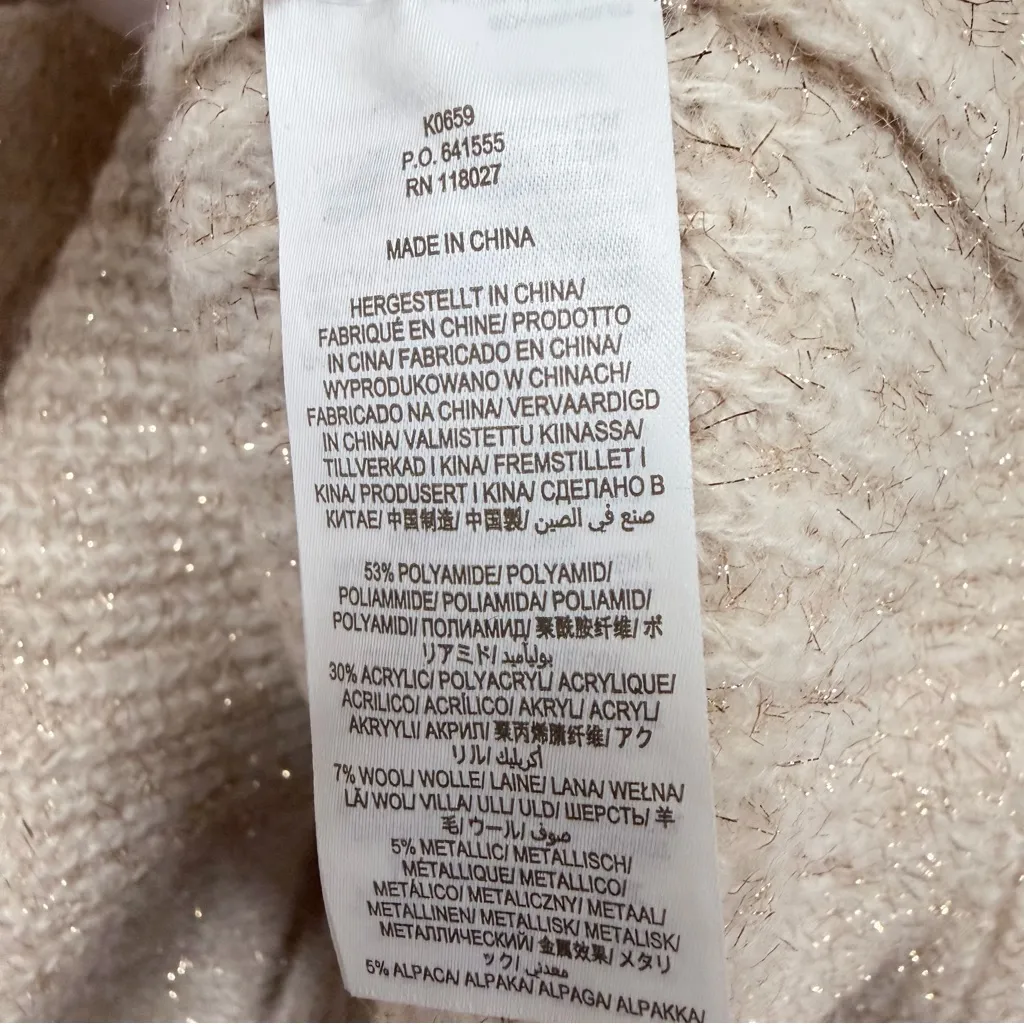 K0659
P.O. 641555
RN 118027
MADE IN CHINA
HERGESTELLT IN CHINA/
FABRIQUÉ EN CHINE/ PRODOTTO
IN CINA/ FABRICADO EN CHINA/
WYPRODUKOWANO W CHINACH/
FABRICADO NA CHINA/ VERVAARDIGD
IN CHINA/ VALMISTETTU KIINASSA/
TILLVERKAD I KINA/ FREMSTILLET I
KINA/ PRODUSERT I KINA/ СДЕЛАНО В
КИТАЕ/ 中国制造/ 中国製/ صنع في الصين
53% POLYAMIDE/ POLYAMID/
POLIAMMIDE/ POLIAMIDA/ POLIAMID/
POLYAMIDI/ ПОЛИАМИД/ 聚酰胺纤维/ ポ
リアミド/ بولياميد
30% ACRYLIC/ POLYACRYL/ ACRYLIQUE/
ACRILICO/ ACRÍLICO/ AKRYL/ ACRYL/
AKRYYLI/ АКРИЛ/ 聚丙烯腈纤维/ アク
リル/ أكريليك
7% WOOL/ WOLLE/ LAINE/ LANA/ WEŁNA/
LÃ/ WOL/ VILLA/ ULL/ ULD/ ШЕРСТЬ/ 羊
毛/ ウール/ صوف
5% METALLIC/ METALLISCH/
MÉTALLIQUE/ METALLICO/
METÁLICO/ METALICZNY/ METAAL/
METALLINEN/ METALLISK/ METALISK/
МЕТАЛЛИЧЕСКИЙ/ 金属效果/ メタリ
ック/ معدني
5% ALPACA/ ALPAKA/ ALPAGA/ ALPAKKA/